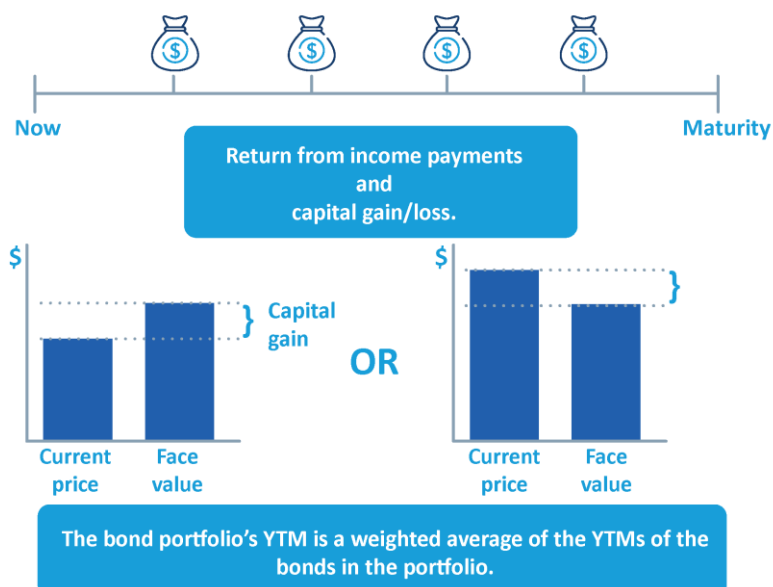 $ $ $ $
Now Maturity
Return from income payments
and
capital gain/loss.
$
Capital
gain
Current Face
price value
OR
$
Current Face
price value
The bond portfolio's YTM is a weighted average of the YTMs of the
bonds in the portfolio.